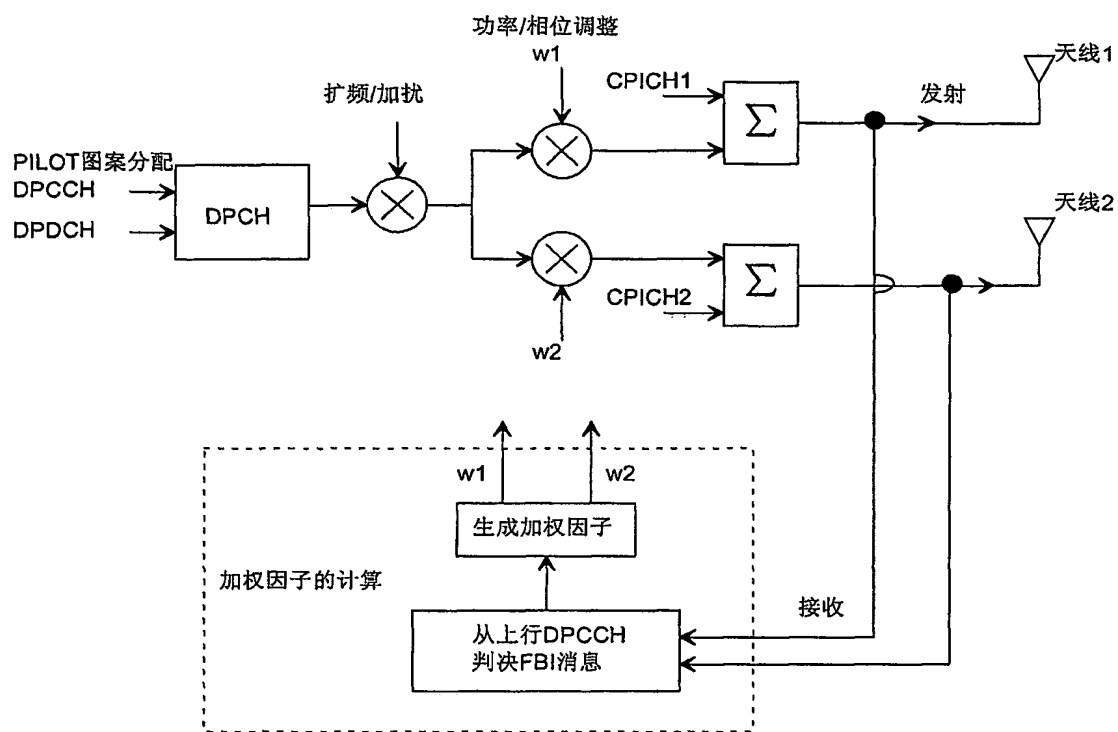 功率/相位调整
w1
天线1
CPICH1
发射
扩频/加扰
Σ
PILOT图案分配
DPCCH
DPCH
DPDCH
天线2
Σ
CPICH2
w2
w1
w2
生成加权因子
加权因子的计算
接收
从上行DPCCH
判决FBI消息